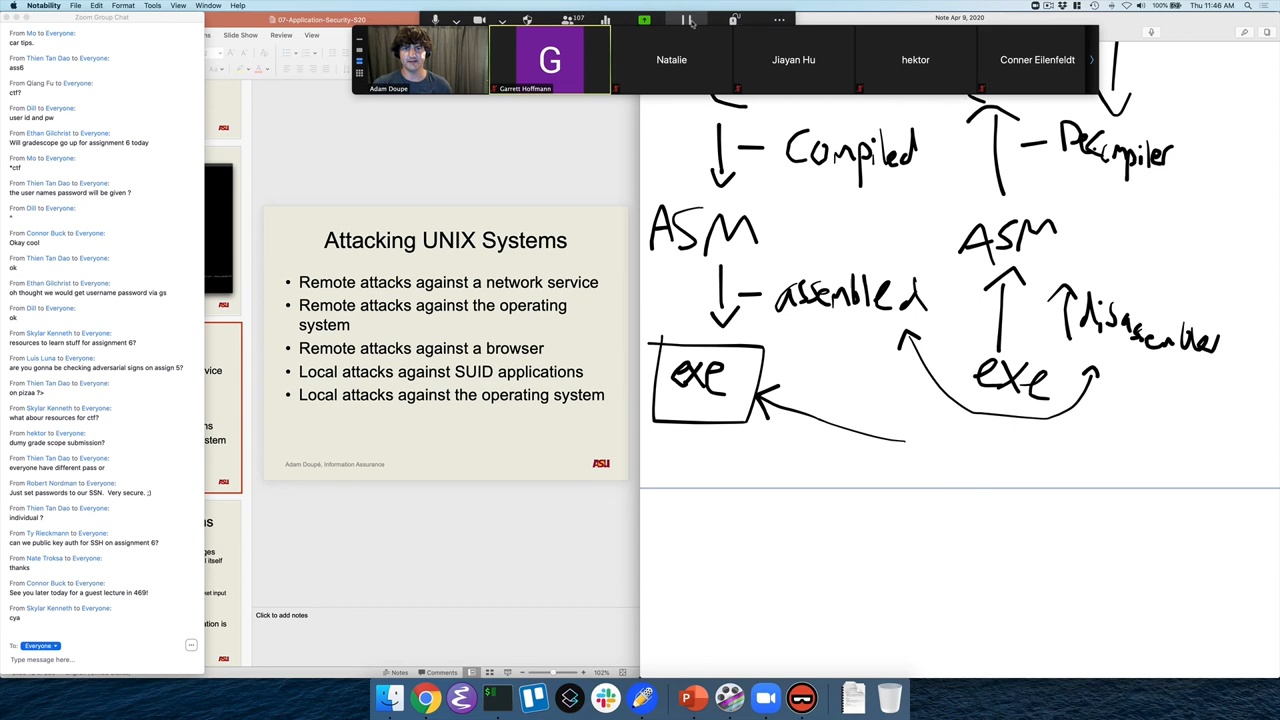 Notability File Edit Format View Tools Window Help
100% Thu 11:46 AM
Zoom Group Chat
From Mo to Everyone:
car tips.
From Thien Tan Dao to Everyone:
ass6
From Qiang Fu to Everyone:
ctf?
From Dill to Everyone:
user id and pw
From Ethan Gilchrist to Everyone:
Will gradescope go up for assignment 6 today
From Mo to Everyone:
*ctf
From Thien Tan Dao to Everyone:
the user names password will be given ?
From Dill to Everyone:
^
From Connor Buck to Everyone:
Okay cool
From Thien Tan Dao to Everyone:
ok
From Ethan Gilchrist to Everyone:
oh thought we would get username password via gs
From Dill to Everyone:
ok
From Skylar Kenneth to Everyone:
resources to learn stuff for assignment 6?
From Luis Luna to Everyone:
are you gonna be checking adversarial signs on assign 5?
From Thien Tan Dao to Everyone:
on pizaa ?>
From Skylar Kenneth to Everyone:
what abour resources for ctf?
From hektor to Everyone:
dumy grade scope submission?
From Thien Tan Dao to Everyone:
everyone have different pass or
From Robert Nordman to Everyone:
Just set passwords to our SSN. Very secure. ;)
From Thien Tan Dao to Everyone:
individual ?
From Ty Rieckmann to Everyone:
can we public key auth for SSH on assignment 6?
From Nate Troksa to Everyone:
thanks
From Connor Buck to Everyone:
See you later today for a guest lecture in 469!
From Skylar Kenneth to Everyone:
cya
To: Everyone
Type message here...
07-Application-Security-S20
Slide Show Review View
107
Adam Doupe
G
Garrett Hoffmann
Natalie
Jiayan Hu
hektor
Conner Eilenfeldt
Note Apr 9, 2020
ASU
ASU
ASU
ASU
Attacking UNIX Systems
• Remote attacks against a network service
• Remote attacks against the operating
system
• Remote attacks against a browser
• Local attacks against SUID applications
• Local attacks against the operating system
Adam Doupé, Information Assurance
ASU
Click to add notes
Notes Comments 102%
Compiled
Decompiler
ASM
ASM
assembled
disassembler
exe
exe